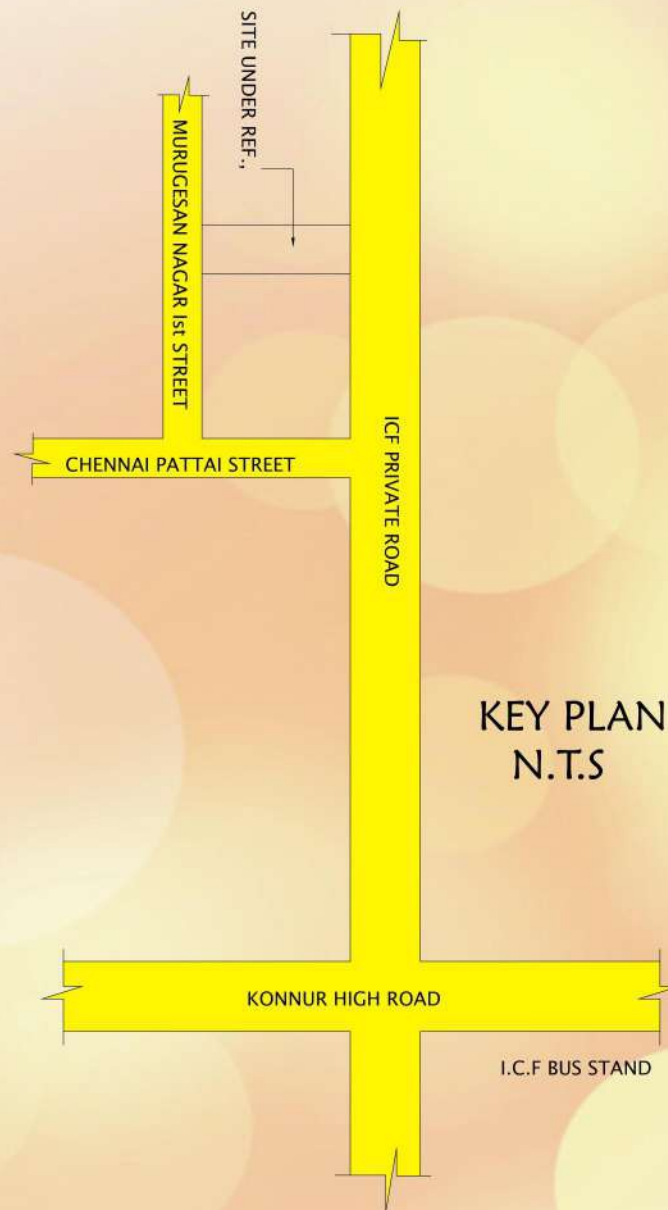 SITE UNDER REF.,
MURUGESAN NAGAR Ist STREET
CHENNAI PATTAI STREET
ICF PRIVATE ROAD
KEY PLAN
N.T.S
KONNUR HIGH ROAD
I.C.F BUS STAND